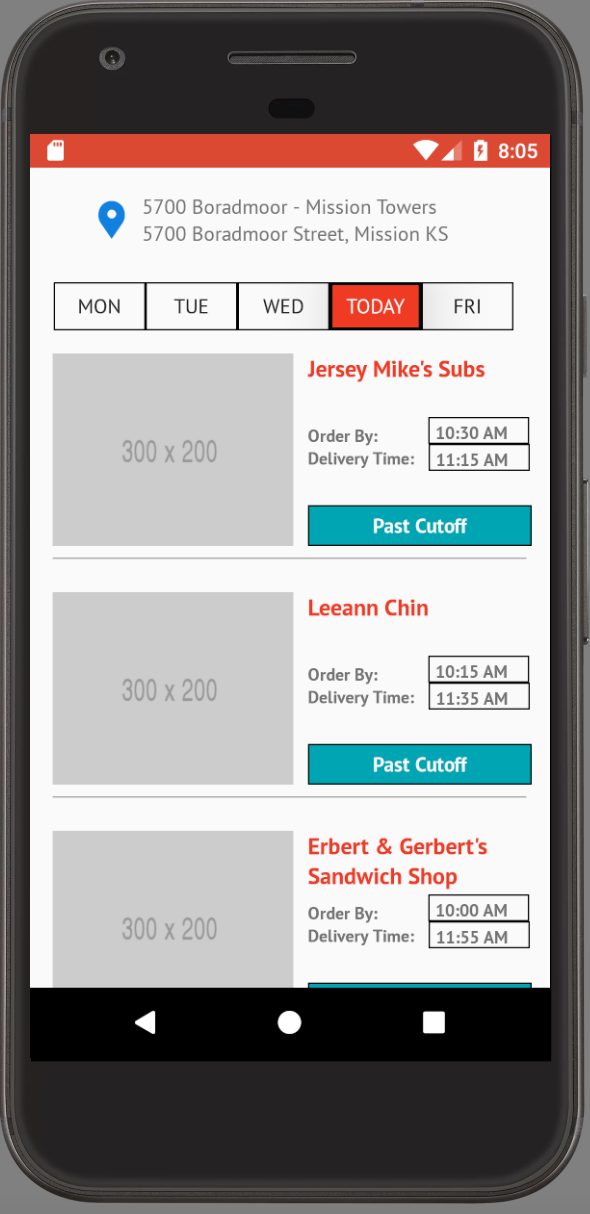 8:05
5700 Boradmoor - Mission Towers
5700 Boradmoor Street, Mission KS
MON TUE WED TODAY FRI
Jersey Mike's Subs
300 x 200
Order By: 10:30 AM
Delivery Time: 11:15 AM
Past Cutoff
Leeann Chin
300 x 200
Order By: 10:15 AM
Delivery Time: 11:35 AM
Past Cutoff
Erbert & Gerbert's
Sandwich Shop
300 x 200
Order By: 10:00 AM
Delivery Time: 11:55 AM